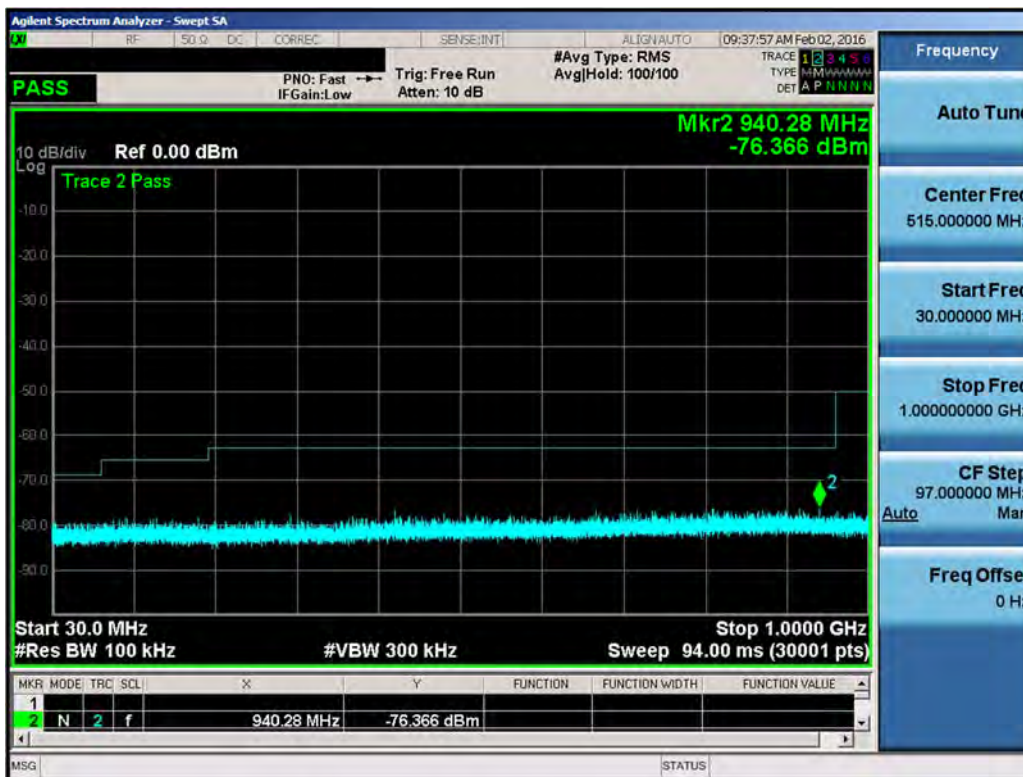 Agilent Spectrum Analyzer - Swept SA
LXI RF 50 Ω DC CORREC SENSE:INT ALIGN AUTO 09:37:57 AM Feb 02, 2016
PASS
PNO: Fast
IFGain:Low
Trig: Free Run
Atten: 10 dB
#Avg Type: RMS
Avg|Hold: 100/100
TRACE 1 2 3 4 5 6
TYPE M M W W W W
DET A P N N N N
Mkr2 940.28 MHz
-76.366 dBm
10 dB/div Ref 0.00 dBm
Log
Trace 2 Pass
-10.0
-20.0
-30.0
-40.0
-50.0
-60.0
-70.0
-80.0
-90.0
2
Start 30.0 MHz Stop 1.0000 GHz
#Res BW 100 kHz #VBW 300 kHz Sweep 94.00 ms (30001 pts)
MKR MODE TRC SCL X Y FUNCTION FUNCTION WIDTH FUNCTION VALUE
1
2 N 2 f 940.28 MHz -76.366 dBm
MSG STATUS
Frequency
Auto Tune
Center Freq
515.000000 MHz
Start Freq
30.000000 MHz
Stop Freq
1.000000000 GHz
CF Step
97.000000 MHz
Auto Man
Freq Offset
0 Hz